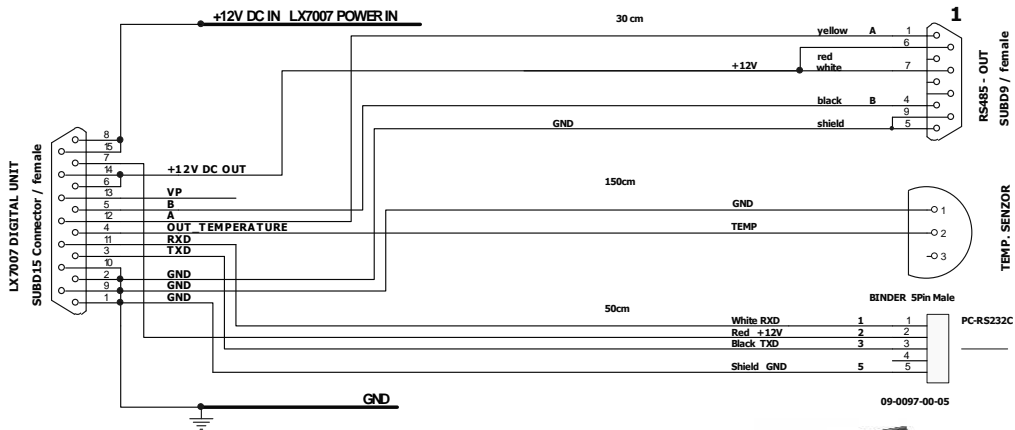 +12V DC IN LX7007 POWER IN
30 cm
1
yellow A 1
6
red
+12V white 7
black B 4
9
GND shield 5
RS485 - OUT
SUBD9 / female
LX7007 DIGITAL UNIT
SUBD15 Connector / female
8
15
7
14 +12V DC OUT
6
13 VP
5 B
12 A
4 OUT_TEMPERATURE
11 RXD
3 TXD
10
2 GND
9 GND
1 GND
150cm
GND 1
TEMP 2
3
TEMP. SENZOR
BINDER 5Pin Male
50cm
White RXD 1 1 PC-RS232C
Red +12V 2 2
Black TXD 3 3
4
Shield GND 5 5
09-0097-00-05
GND